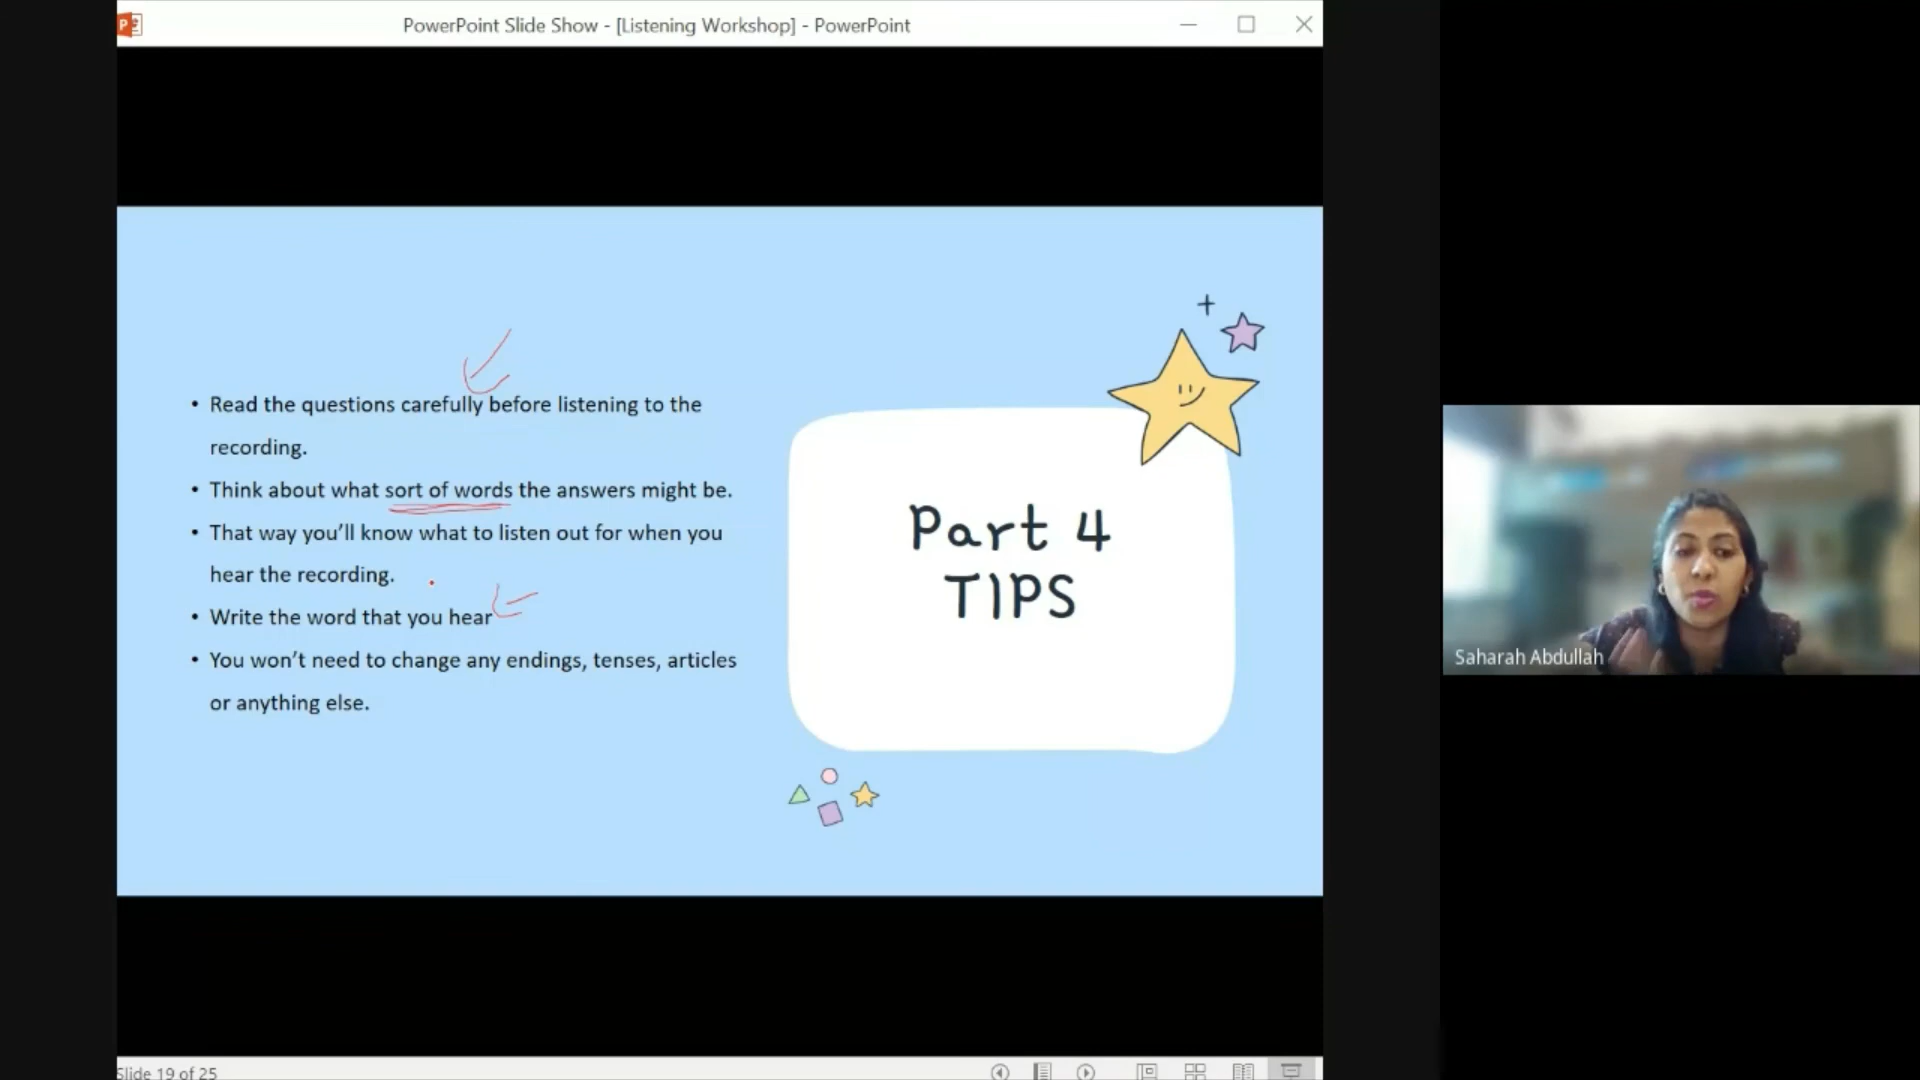 PowerPoint Slide Show - [Listening Workshop] - PowerPoint
• Read the questions carefully before listening to the
recording.
• Think about what sort of words the answers might be.
• That way you’ll know what to listen out for when you
hear the recording.
• Write the word that you hear
• You won’t need to change any endings, tenses, articles
or anything else.
Part 4
TIPS
Saharah Abdullah
Slide 19 of 25